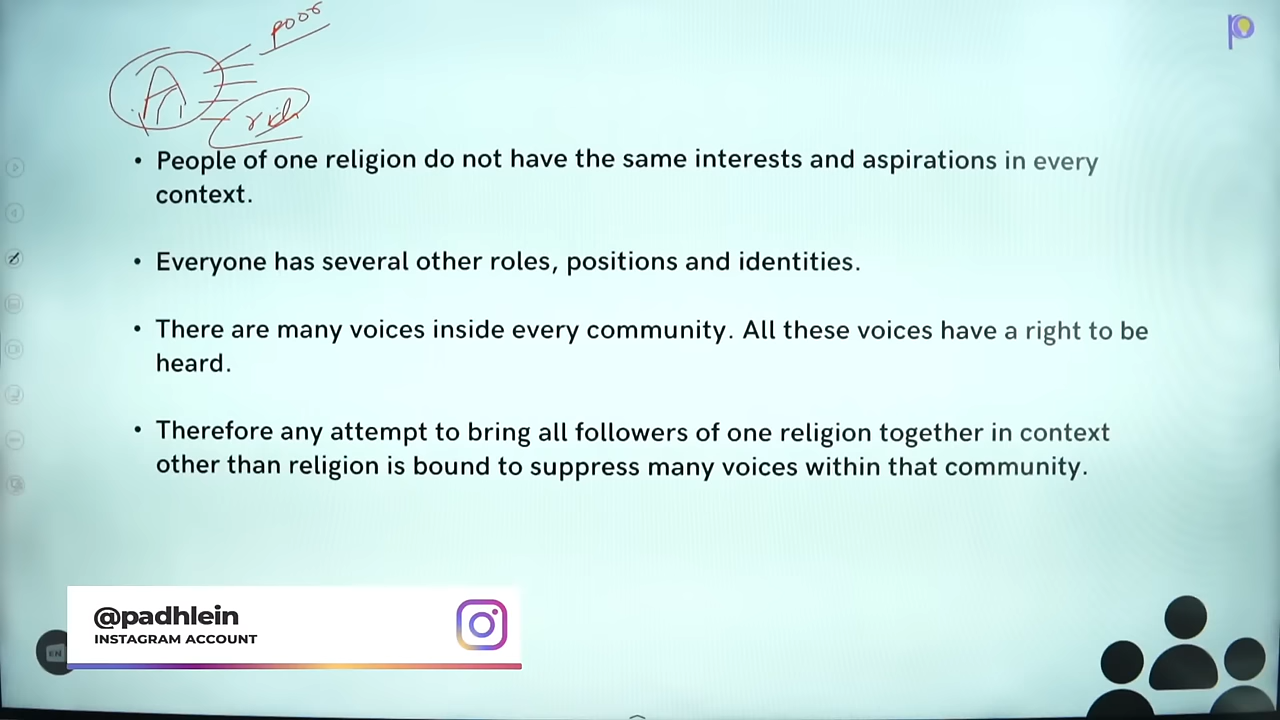 poor
A
rich
• People of one religion do not have the same interests and aspirations in every
context.
• Everyone has several other roles, positions and identities.
• There are many voices inside every community. All these voices have a right to be
heard.
• Therefore any attempt to bring all followers of one religion together in context
other than religion is bound to suppress many voices within that community.
@padhlein
INSTAGRAM ACCOUNT
EN